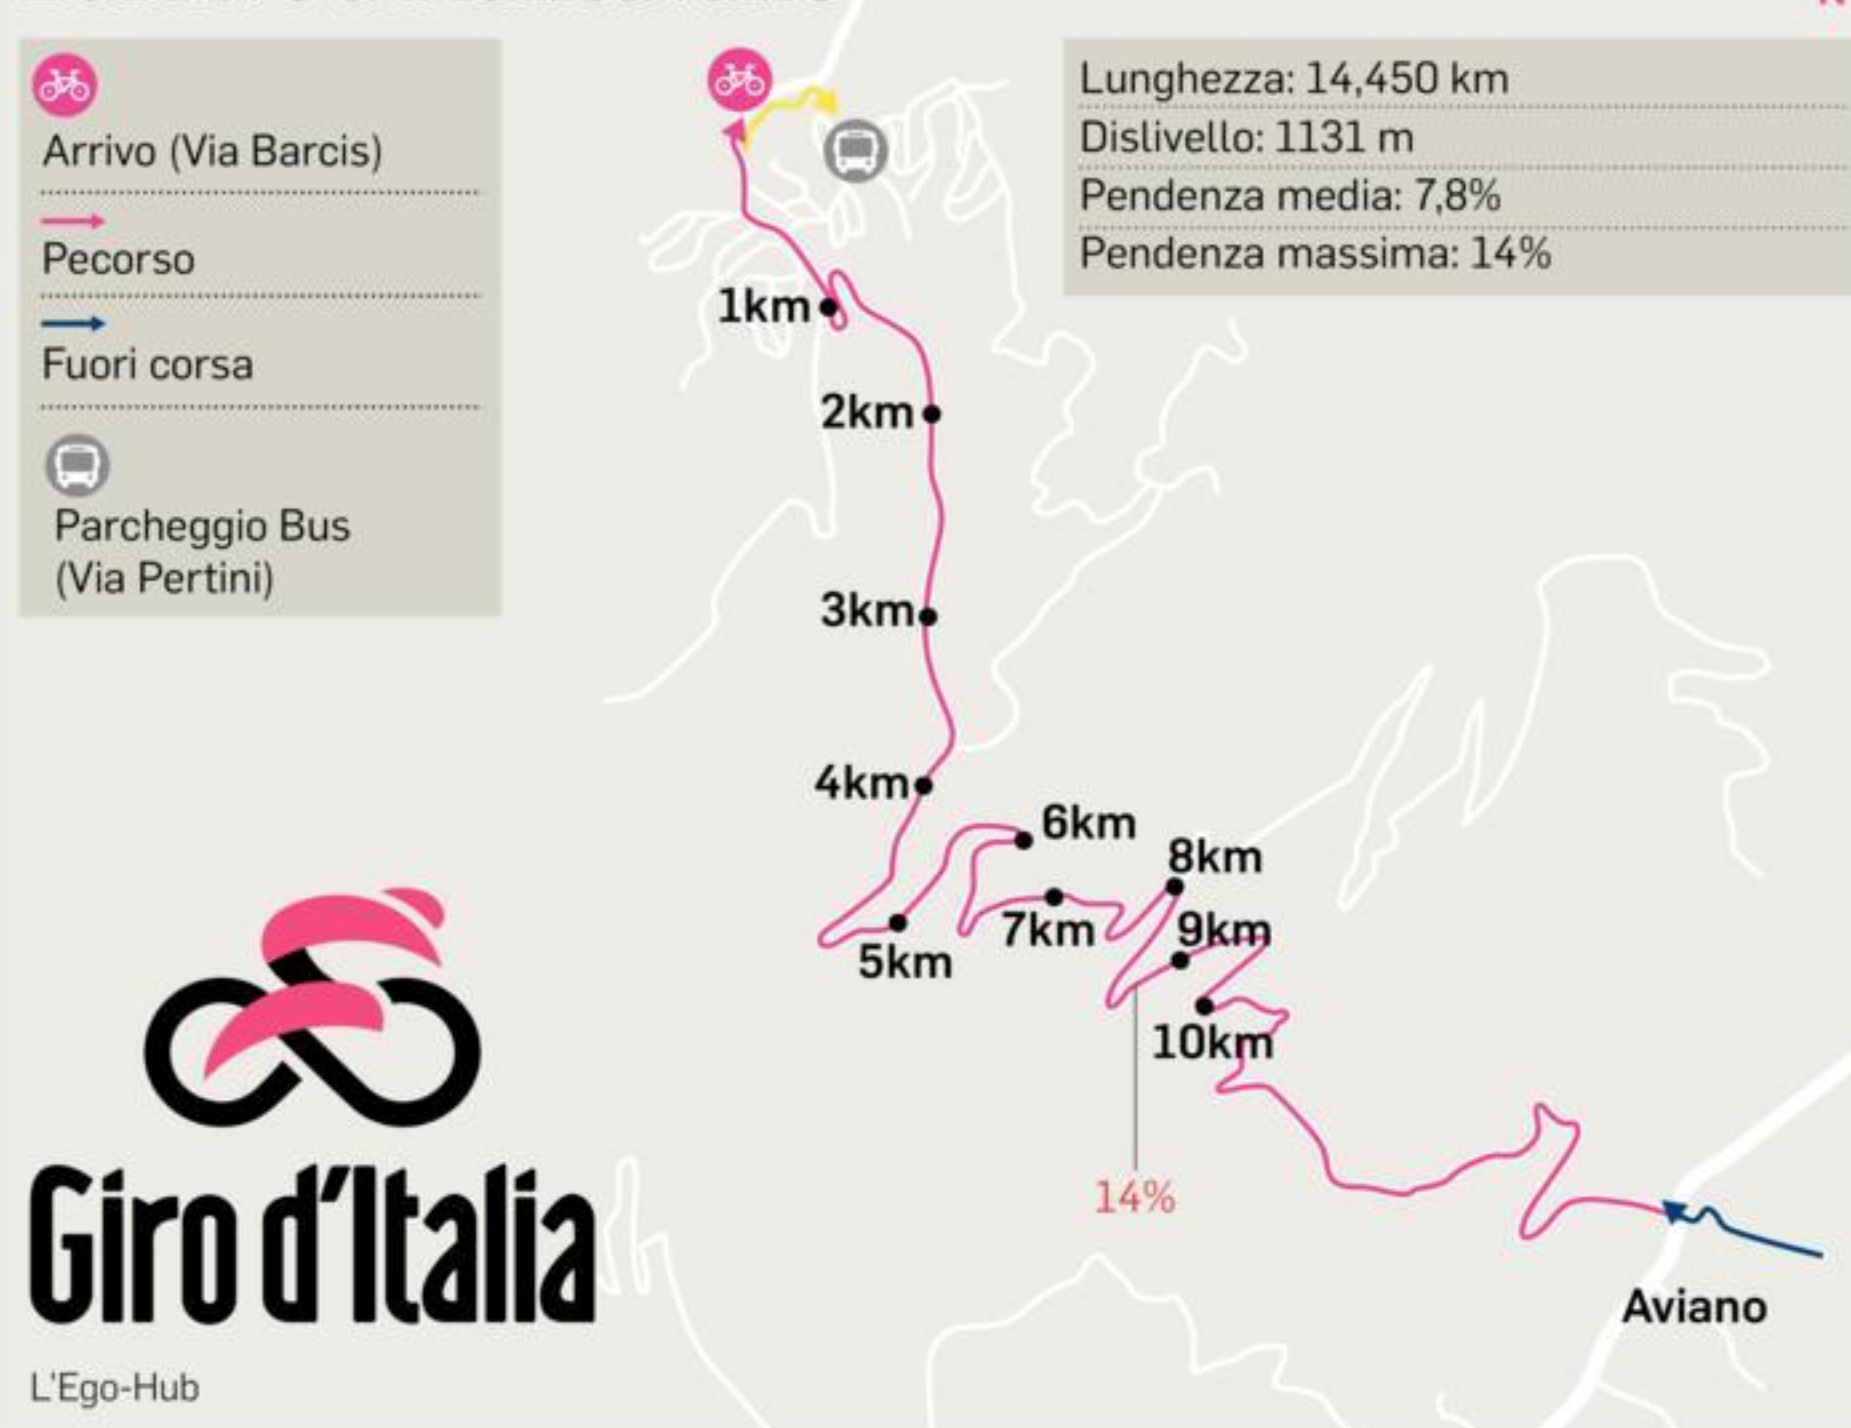 Arrivo (Via Barcis)
Pecorso
Fuori corsa
Parcheggio Bus
(Via Pertini)
Lunghezza: 14,450 km
Dislivello: 1131 m
Pendenza media: 7,8%
Pendenza massima: 14%
1km
2km
3km
4km
6km
8km
9km
7km
5km
10km
14%
Aviano
Giro d'Italia
L'Ego-Hub